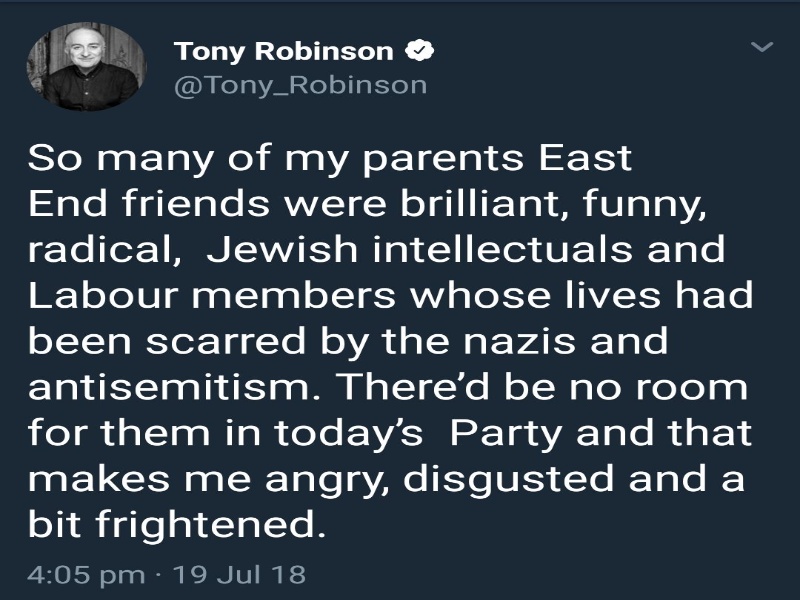 Tony Robinson
@Tony_Robinson
So many of my parents East
End friends were brilliant, funny,
radical,  Jewish intellectuals and
Labour members whose lives had
been scarred by the nazis and
antisemitism. There’d be no room
for them in today’s  Party and that
makes me angry, disgusted and a
bit frightened.
4:05 pm · 19 Jul 18